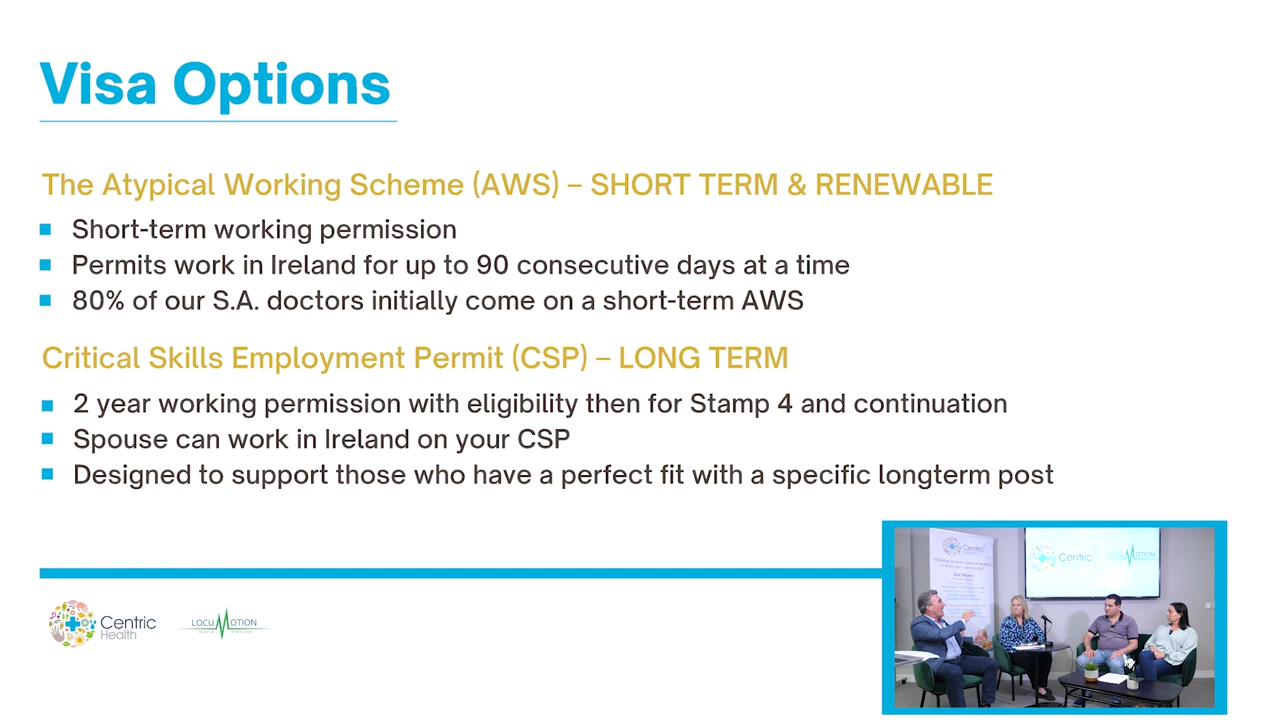 Visa Options
The Atypical Working Scheme (AWS) – SHORT TERM & RENEWABLE
Short-term working permission
Permits work in Ireland for up to 90 consecutive days at a time
80% of our S.A. doctors initially come on a short-term AWS
Critical Skills Employment Permit (CSP) – LONG TERM
2 year working permission with eligibility then for Stamp 4 and continuation
Spouse can work in Ireland on your CSP
Designed to support those who have a perfect fit with a specific longterm post
Centric
Health
LOCUMOTION
Centric
Centric
LOCUMOTION